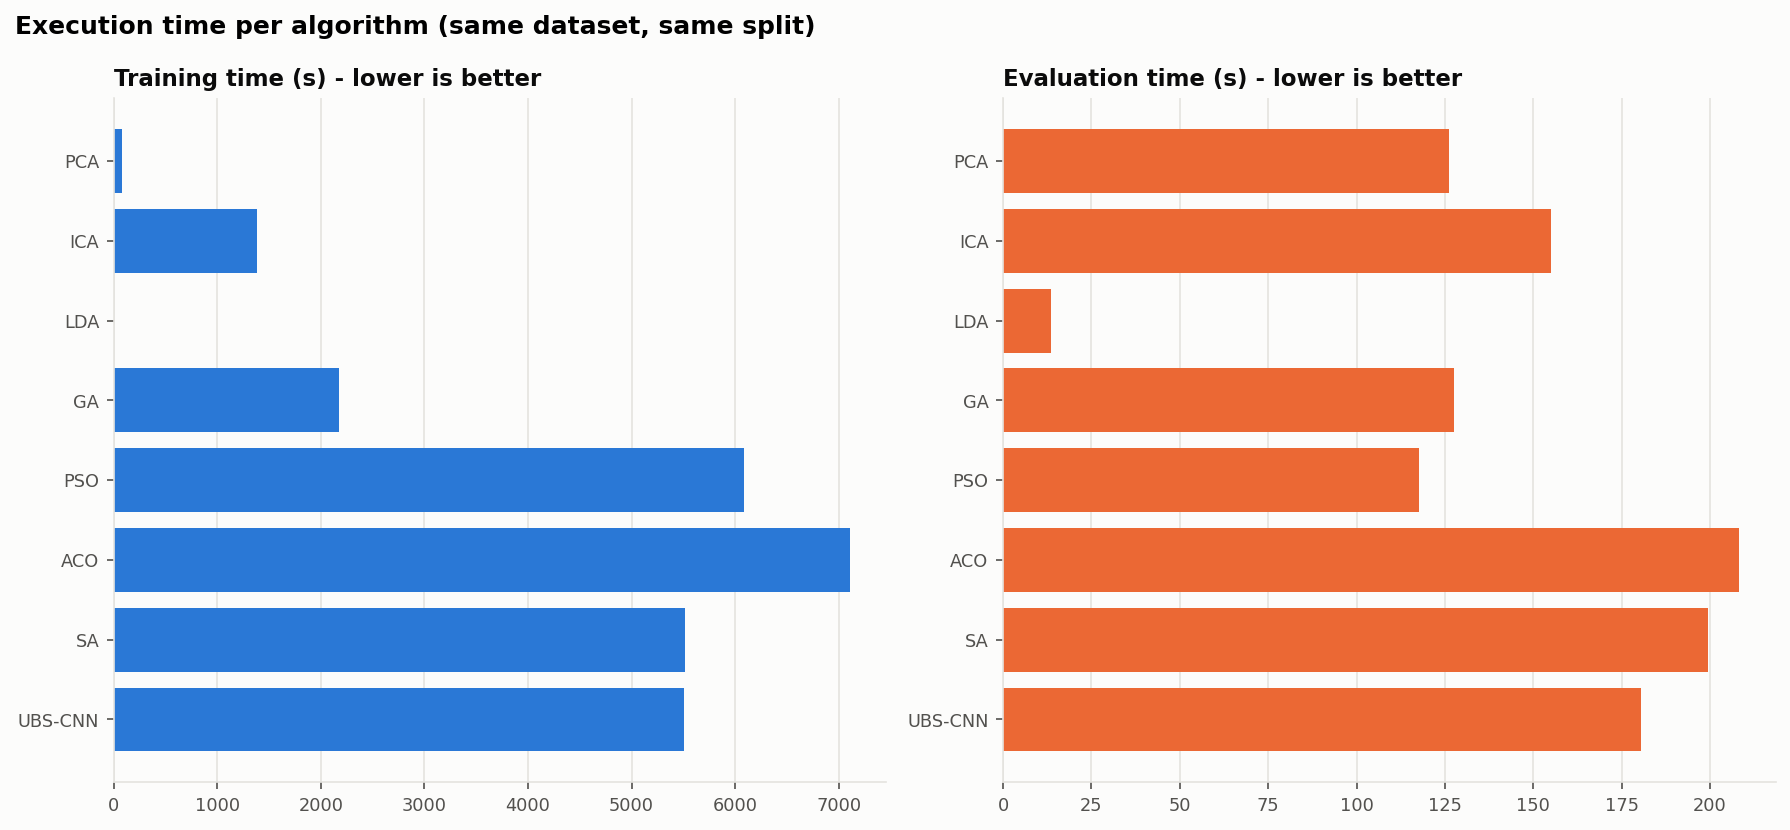 Execution time per algorithm (same dataset, same split)
Training time (s) - lower is better
PCA
ICA
LDA
GA
PSO
ACO
SA
UBS-CNN
0 1000 2000 3000 4000 5000 6000 7000
Evaluation time (s) - lower is better
PCA
ICA
LDA
GA
PSO
ACO
SA
UBS-CNN
0 25 50 75 100 125 150 175 200